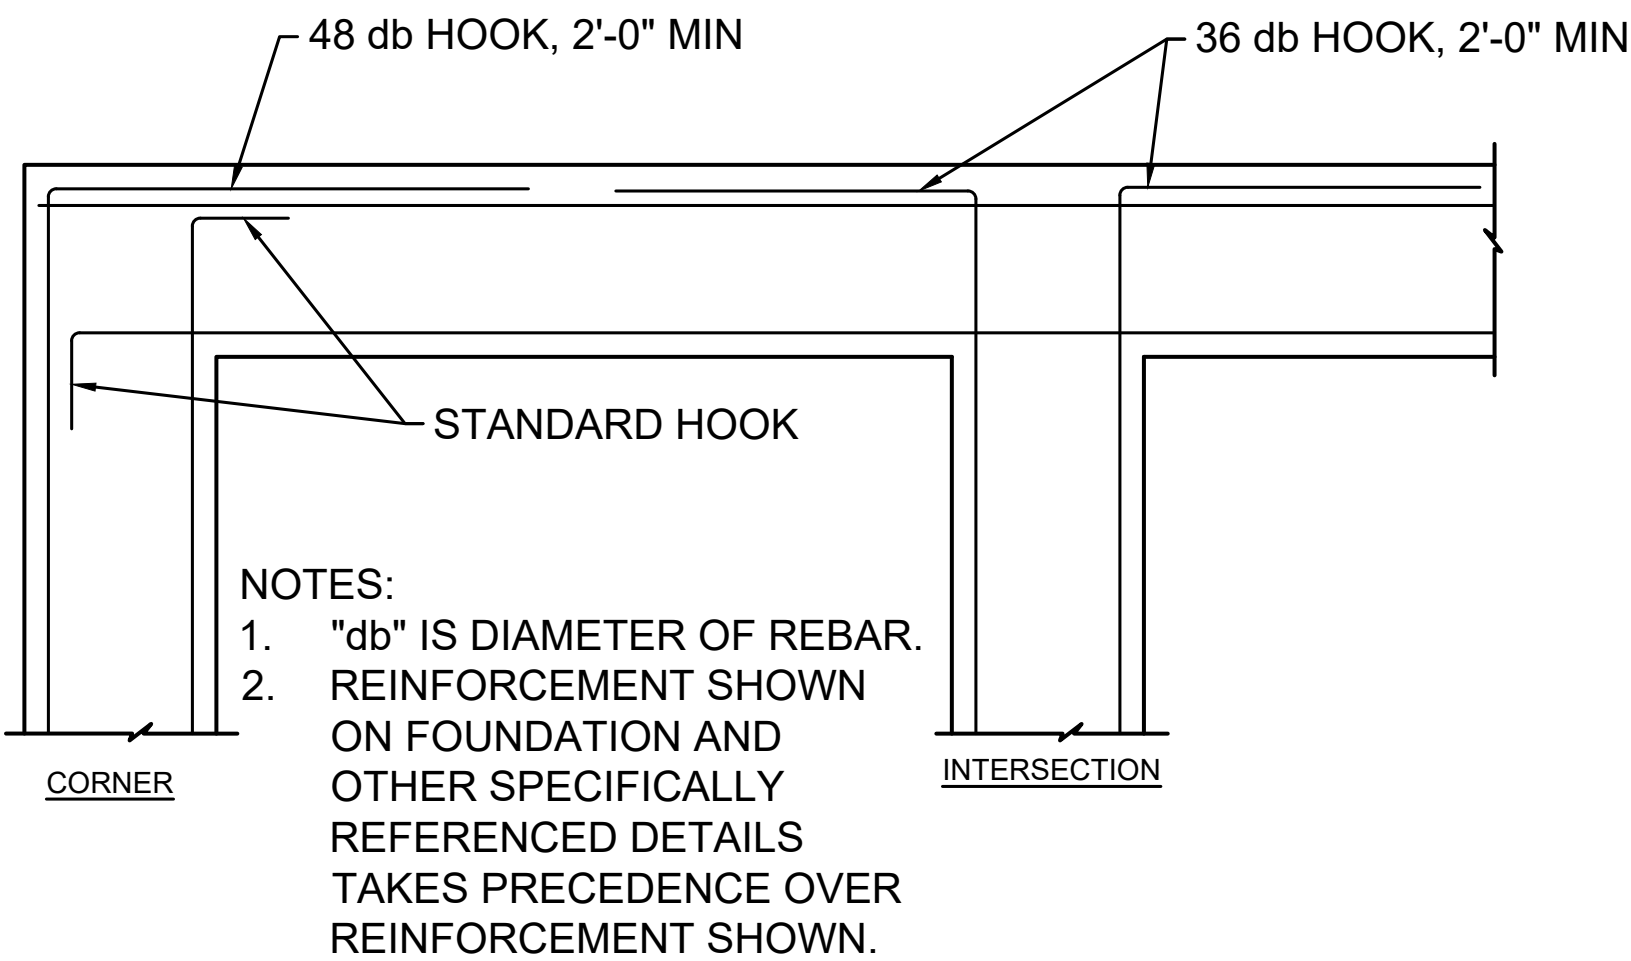 48 db HOOK, 2'-0" MIN
36 db HOOK, 2'-0" MIN
STANDARD HOOK
NOTES:
1. "db" IS DIAMETER OF REBAR.
2. REINFORCEMENT SHOWN
ON FOUNDATION AND
OTHER SPECIFICALLY
REFERENCED DETAILS
TAKES PRECEDENCE OVER
REINFORCEMENT SHOWN.
CORNER
INTERSECTION